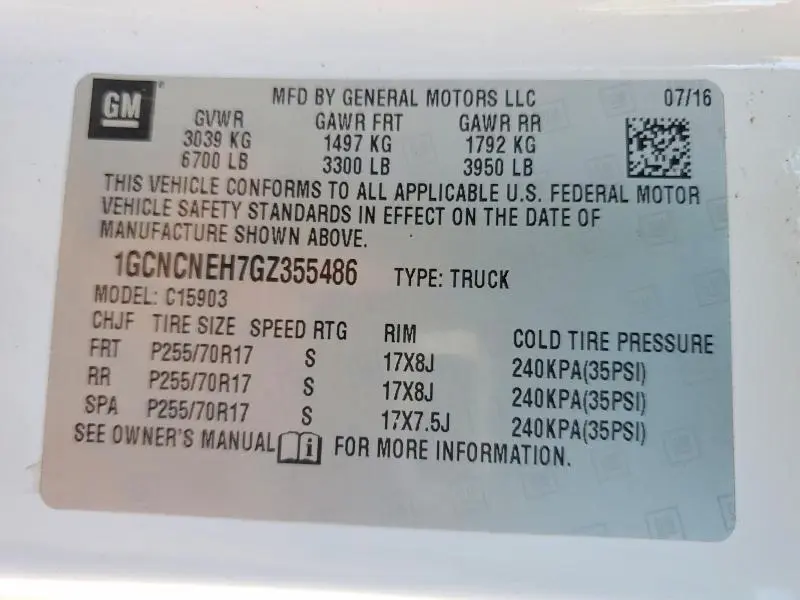 GM MFD BY GENERAL MOTORS LLC 07/16
GVWR GAWR FRT GAWR RR
3039 KG 1497 KG 1792 KG
6700 LB 3300 LB 3950 LB
THIS VEHICLE CONFORMS TO ALL APPLICABLE U.S. FEDERAL MOTOR
VEHICLE SAFETY STANDARDS IN EFFECT ON THE DATE OF
MANUFACTURE SHOWN ABOVE.
1GCNCNEH7GZ355486 TYPE: TRUCK
MODEL: C15903
CHJF TIRE SIZE SPEED RTG RIM COLD TIRE PRESSURE
FRT P255/70R17 S 17X8J 240KPA(35PSI)
RR P255/70R17 S 17X8J 240KPA(35PSI)
SPA P255/70R17 S 17X7.5J 240KPA(35PSI)
SEE OWNER'S MANUAL i FOR MORE INFORMATION.